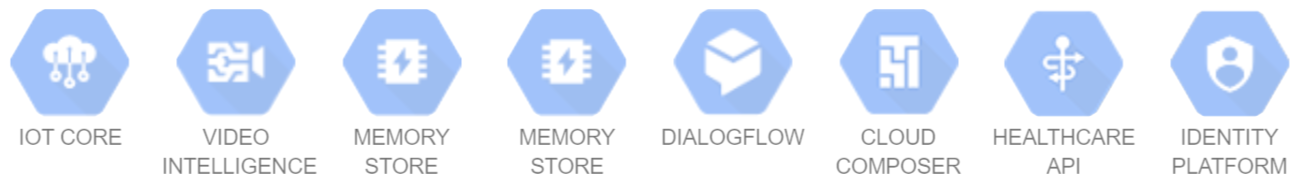 IOT CORE
VIDEO
INTELLIGENCE
MEMORY
STORE
MEMORY
STORE
DIALOGFLOW
CLOUD
COMPOSER
HEALTHCARE
API
IDENTITY
PLATFORM